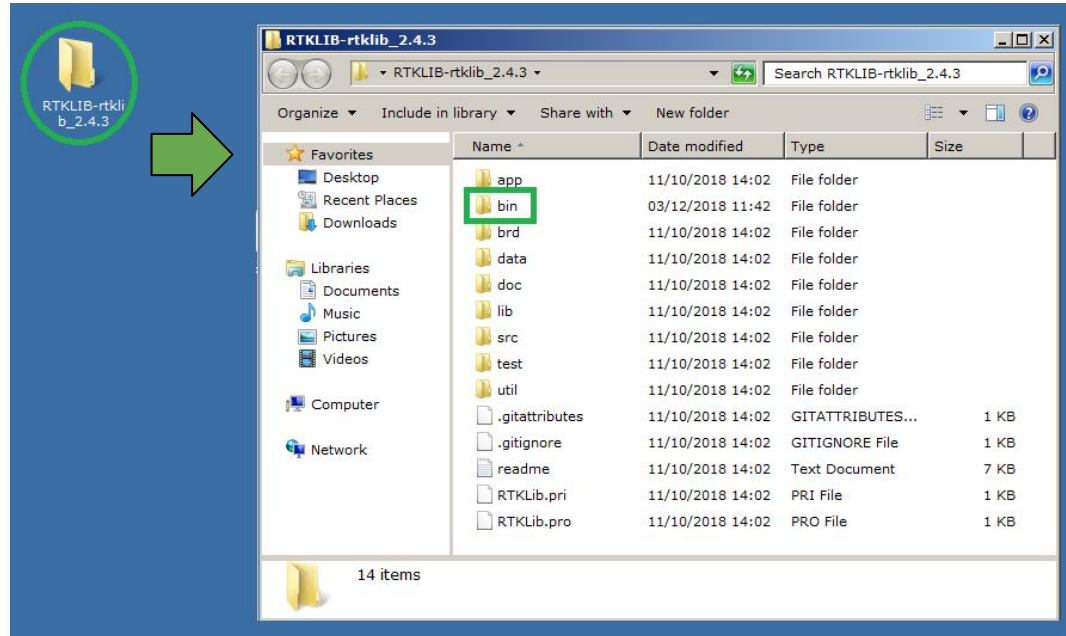 RTKLIB-rtkli
b_2.4.3
RTKLIB-rtklib_2.4.3
RTKLIB-rtklib_2.4.3
Search RTKLIB-rtklib_2.4.3
Organize Include in library Share with New folder
Favorites
Desktop
Recent Places
Downloads
Libraries
Documents
Music
Pictures
Videos
Computer
Network
Name Date modified Type Size
app 11/10/2018 14:02 File folder
bin 03/12/2018 11:42 File folder
brd 11/10/2018 14:02 File folder
data 11/10/2018 14:02 File folder
doc 11/10/2018 14:02 File folder
lib 11/10/2018 14:02 File folder
src 11/10/2018 14:02 File folder
test 11/10/2018 14:02 File folder
util 11/10/2018 14:02 File folder
.gitattributes 11/10/2018 14:02 GITATTRIBUTES... 1 KB
.gitignore 11/10/2018 14:02 GITIGNORE File 1 KB
readme 11/10/2018 14:02 Text Document 7 KB
RTKLib.pri 11/10/2018 14:02 PRI File 1 KB
RTKLib.pro 11/10/2018 14:02 PRO File 1 KB
14 items